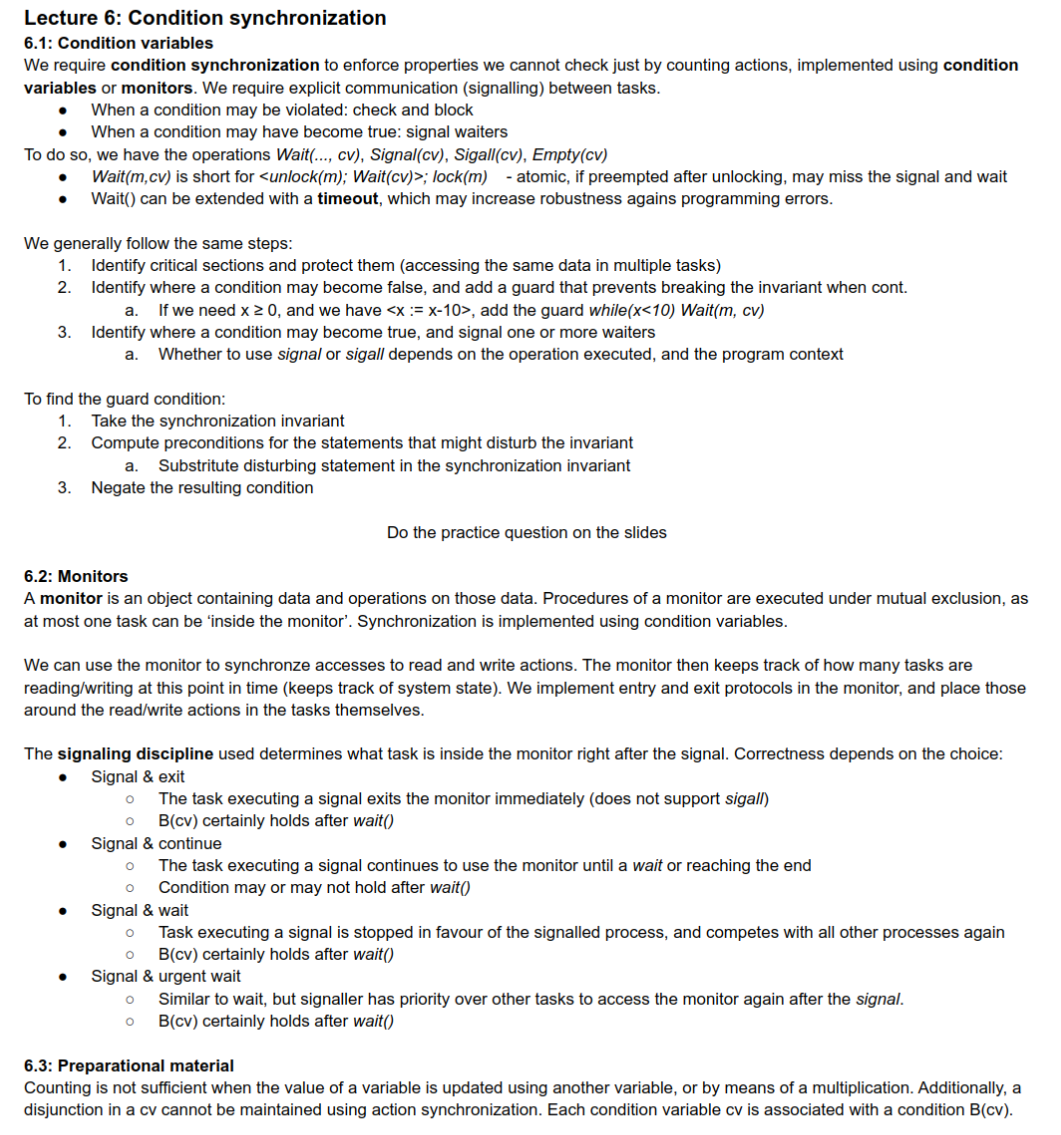 Lecture 6: Condition synchronization
6.1: Condition variables
We require condition synchronization to enforce properties we cannot check just by counting actions, implemented using condition
variables or monitors. We require explicit communication (signalling) between tasks.
● When a condition may be violated: check and block
● When a condition may have become true: signal waiters
To do so, we have the operations Wait(..., cv), Signal(cv), Sigall(cv), Empty(cv)
● Wait(m,cv) is short for <unlock(m); Wait(cv)>; lock(m) - atomic, if preempted after unlocking, may miss the signal and wait
● Wait() can be extended with a timeout, which may increase robustness agains programming errors.
We generally follow the same steps:
1. Identify critical sections and protect them (accessing the same data in multiple tasks)
2. Identify where a condition may become false, and add a guard that prevents breaking the invariant when cont.
a. If we need x ≥ 0, and we have <x := x-10>, add the guard while(x<10) Wait(m, cv)
3. Identify where a condition may become true, and signal one or more waiters
a. Whether to use signal or sigall depends on the operation executed, and the program context
To find the guard condition:
1. Take the synchronization invariant
2. Compute preconditions for the statements that might disturb the invariant
a. Substritute disturbing statement in the synchronization invariant
3. Negate the resulting condition
Do the practice question on the slides
6.2: Monitors
A monitor is an object containing data and operations on those data. Procedures of a monitor are executed under mutual exclusion, as
at most one task can be ‘inside the monitor’. Synchronization is implemented using condition variables.
We can use the monitor to synchronze accesses to read and write actions. The monitor then keeps track of how many tasks are
reading/writing at this point in time (keeps track of system state). We implement entry and exit protocols in the monitor, and place those
around the read/write actions in the tasks themselves.
The signaling discipline used determines what task is inside the monitor right after the signal. Correctness depends on the choice:
● Signal & exit
○ The task executing a signal exits the monitor immediately (does not support sigall)
○ B(cv) certainly holds after wait()
● Signal & continue
○ The task executing a signal continues to use the monitor until a wait or reaching the end
○ Condition may or may not hold after wait()
● Signal & wait
○ Task executing a signal is stopped in favour of the signalled process, and competes with all other processes again
○ B(cv) certainly holds after wait()
● Signal & urgent wait
○ Similar to wait, but signaller has priority over other tasks to access the monitor again after the signal.
○ B(cv) certainly holds after wait()
6.3: Preparational material
Counting is not sufficient when the value of a variable is updated using another variable, or by means of a multiplication. Additionally, a
disjunction in a cv cannot be maintained using action synchronization. Each condition variable cv is associated with a condition B(cv).